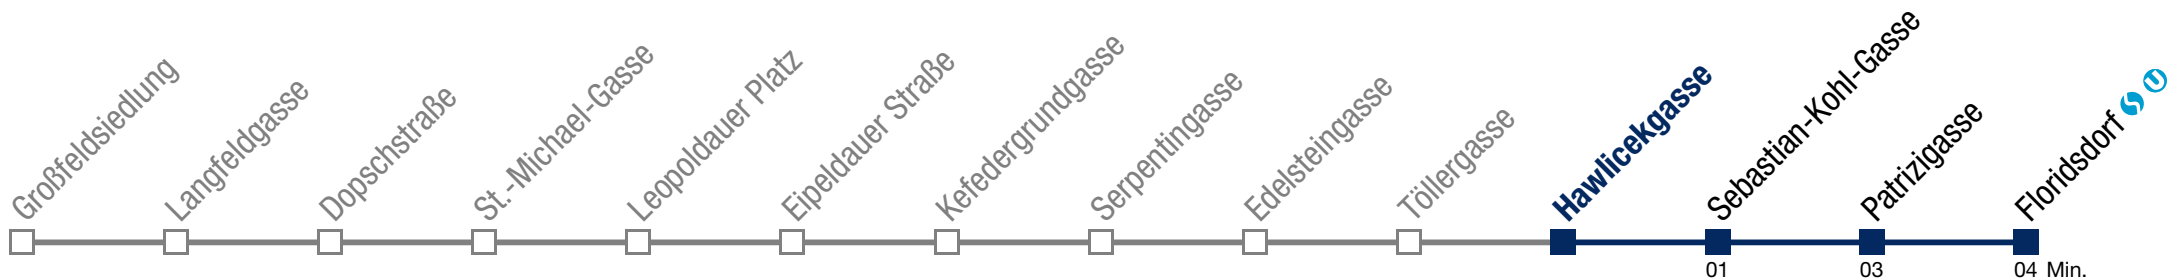 Großfeldsiedlung
Langfeldgasse
Dopschstraße
St.-Michael-Gasse
Leopoldauer Platz
Eipeldauer Straße
Kefedergrundgasse
Serpentingasse
Edelsteingasse
Töllergasse
Hawlicekgasse
Sebastian-Kohl-Gasse
Patrizigasse
Floridsdorf S U
01 03 04 Min.